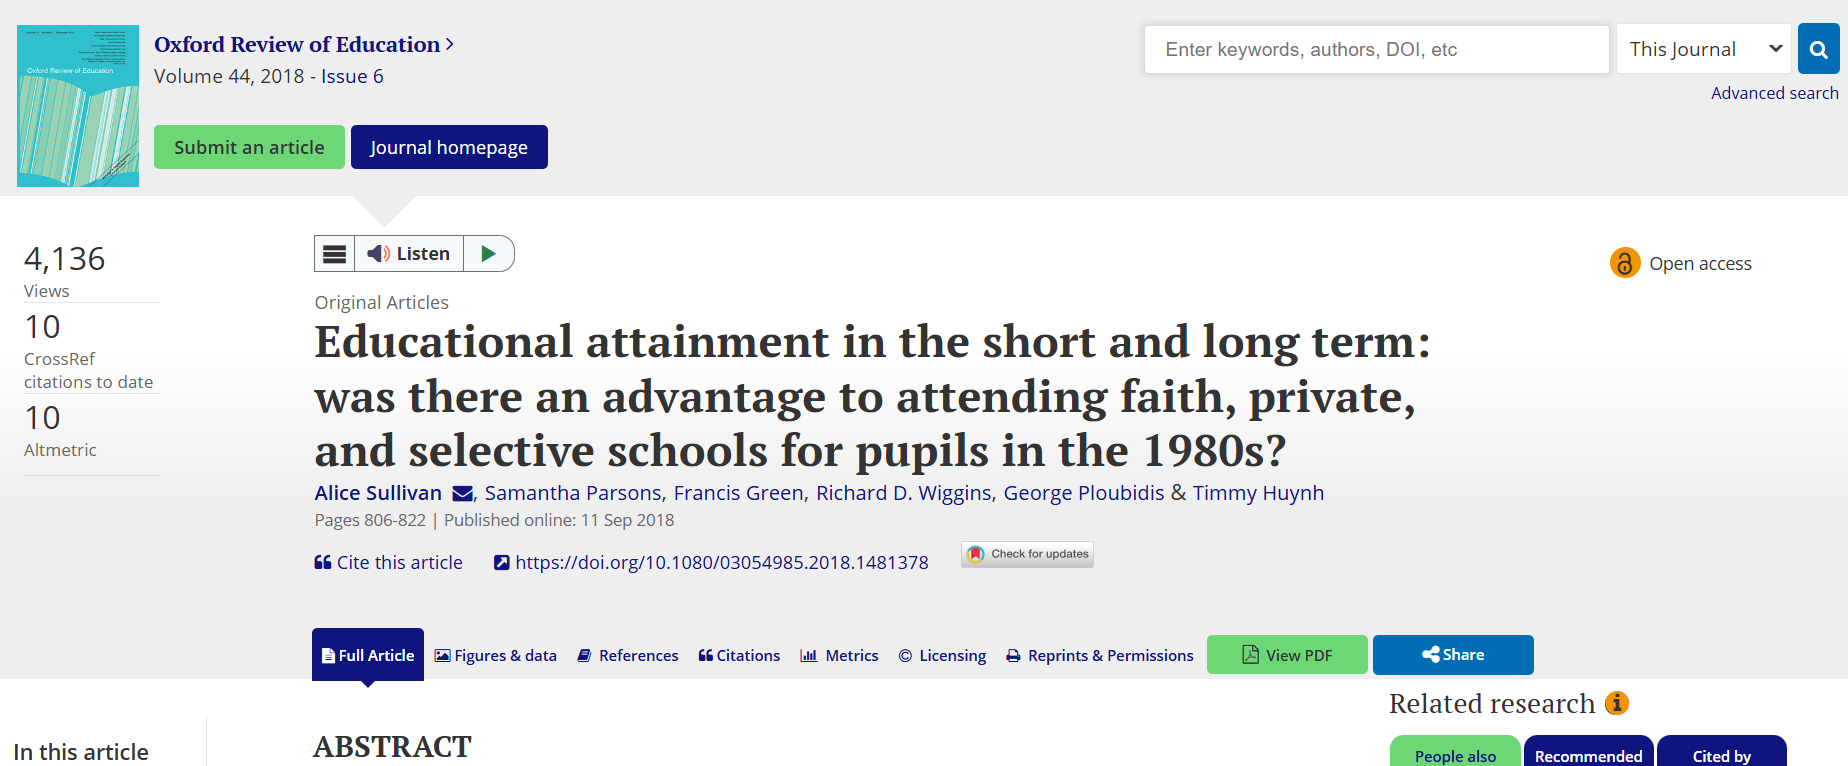 Oxford Review of Education
Oxford Review of Education
Volume 44, 2018 - Issue 6
Submit an article
Journal homepage
Enter keywords, authors, DOI, etc
This Journal
Advanced search
4,136
Views
10
CrossRef
citations to date
10
Altmetric
Listen
Open access
Original Articles
Educational attainment in the short and long term:
was there an advantage to attending faith, private,
and selective schools for pupils in the 1980s?
Alice Sullivan, Samantha Parsons, Francis Green, Richard D. Wiggins, George Ploubidis & Timmy Huynh
Pages 806-822 | Published online: 11 Sep 2018
Cite this article https://doi.org/10.1080/03054985.2018.1481378 Check for updates
Full Article Figures & data References Citations Metrics Licensing Reprints & Permissions View PDF Share
Related research
In this article
ABSTRACT
People also Recommended Cited by